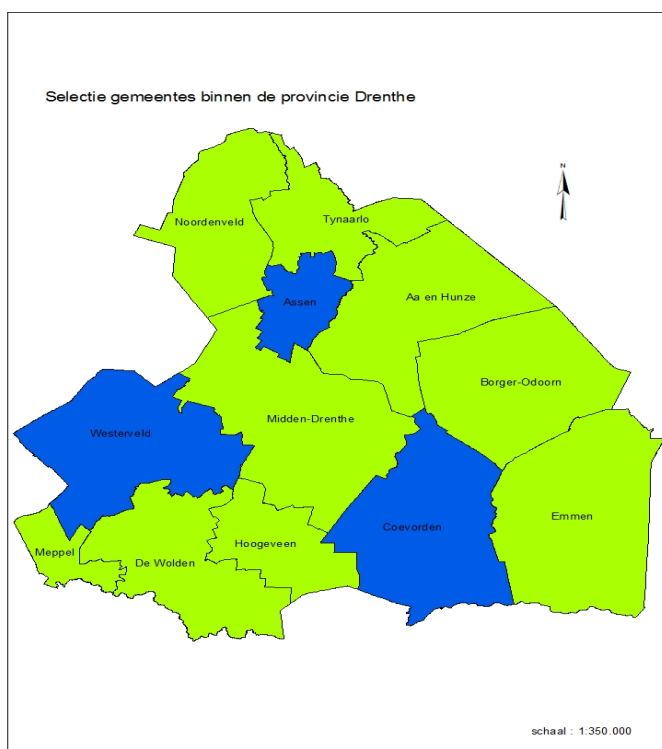 Selectie gemeentes binnen de provincie Drenthe
N
Noordenveld
Tynaarlo
Assen
Aa en Hunze
Borger-Odoorn
Midden-Drenthe
Westerveld
Emmen
Coevorden
Hoogeveen
Meppel
De Wolden
schaal : 1:350.000